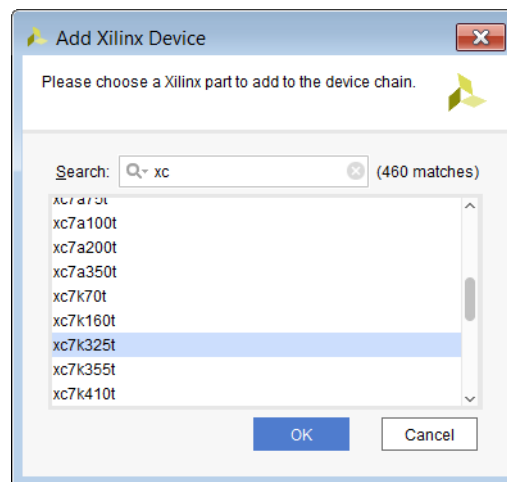 Add Xilinx Device
Please choose a Xilinx part to add to the device chain.
Search: xc (460 matches)
xc7a75t
xc7a100t
xc7a200t
xc7a350t
xc7k70t
xc7k160t
xc7k325t
xc7k355t
xc7k410t
OK Cancel